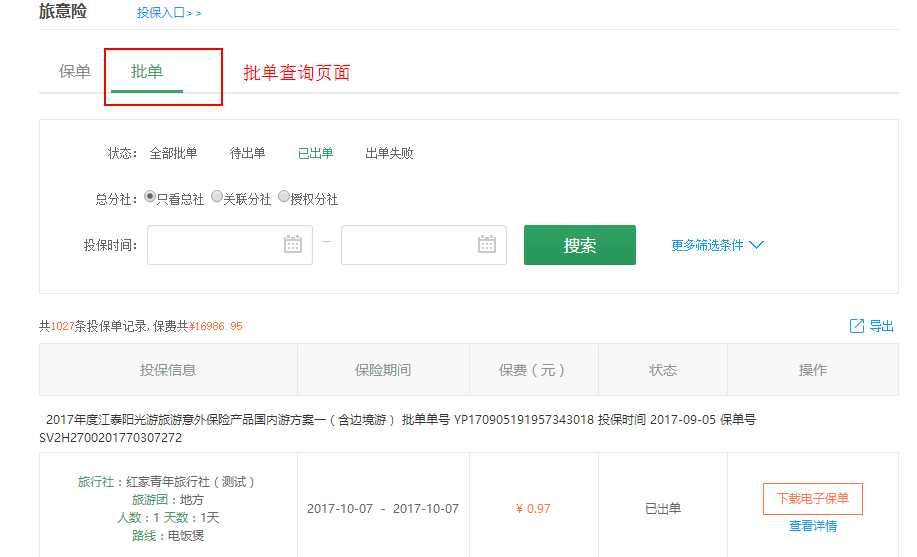 旅意险 投保入口>>
保单 批单 批单查询页面
状态： 全部批单 待出单 已出单 出单失败
总分社： 只看总社 关联分社 授权分社
投保时间： – 搜索 更多筛选条件
共1027条投保单记录,保费共¥16986.95 导出
投保信息 保险期间 保费（元） 状态 操作
2017年度江泰阳光游旅游意外保险产品国内游方案一（含边境游） 批单单号 YP170905191957343018 投保时间 2017-09-05 保单号
SV2H2700201770307272
旅行社：红家青年旅行社（测试）
旅游团：地方
人数：1 天数：1天
路线：电饭煲
2017-10-07 - 2017-10-07
¥ 0.97
已出单
下载电子保单
查看详情